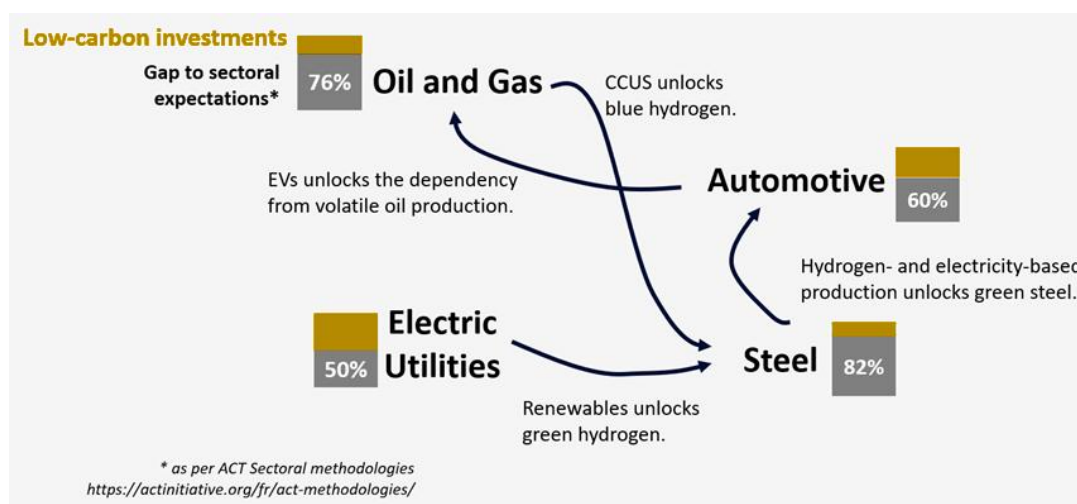 Low-carbon investments
Gap to sectoral
expectations*
76%
Oil and Gas
CCUS unlocks
blue hydrogen.
EVs unlocks the dependency
from volatile oil production.
Automotive
60%
Hydrogen- and electricity-based
production unlocks green steel.
Electric
Utilities
50%
Steel
82%
Renewables unlocks
green hydrogen.
* as per ACT Sectoral methodologies
https://actinitiative.org/fr/act-methodologies/